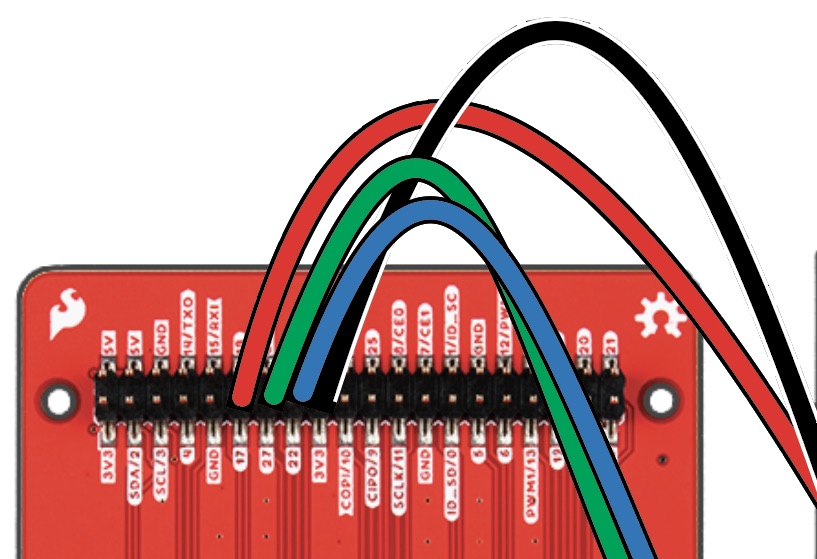 5V
5V
GND
14/TXO
15/RXI
25
8/CE0
7/CE1
1/ID_SC
GND
12/PW
20
21
3V3
SDA/2
SCL/3
4
GND
17
27
22
3V3
COPI/10
CIPO/9
SCLK/11
GND
ID_SD/0
5
6
PWM1/13
19